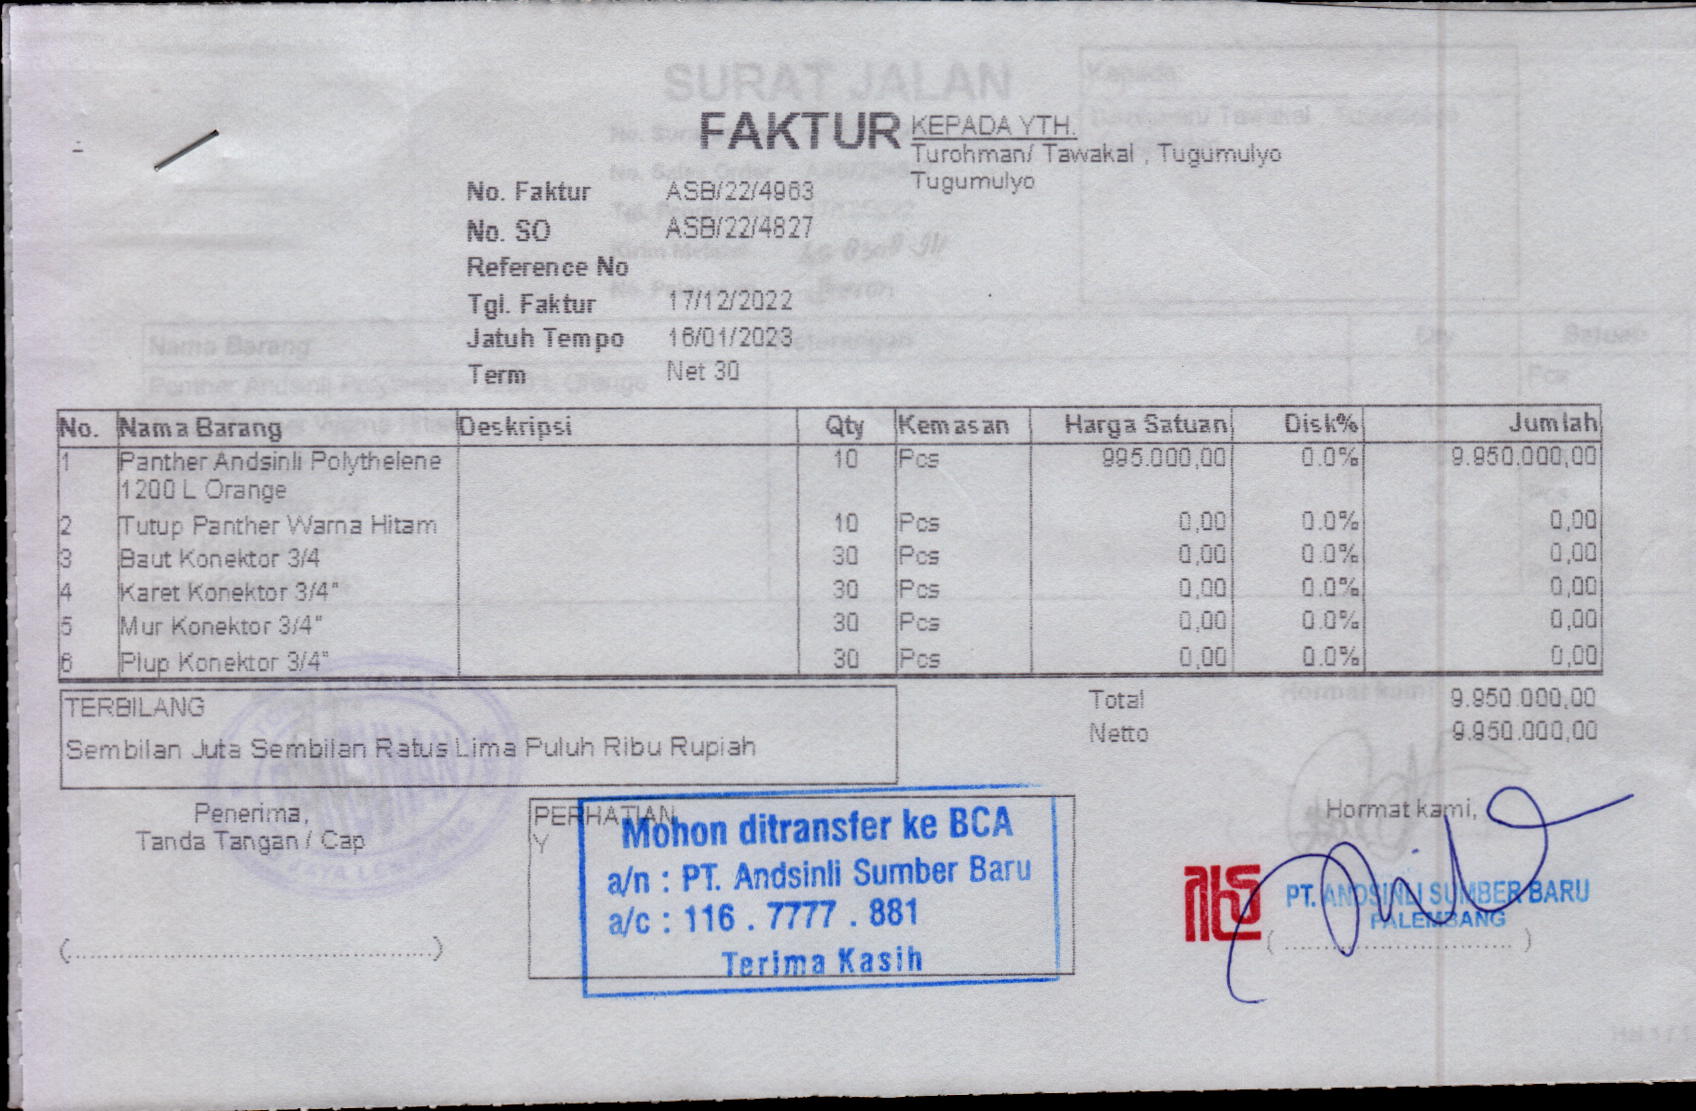 SURAT JALAN
FAKTUR
KEPADA YTH.
Turohman/ Tawakal , Tugumulyo
Tugumulyo
No. Faktur ASB/22/4963
No. SO ASB/22/4827
Reference No
Tgl. Faktur 17/12/2022
Jatuh Tempo 16/01/2023
Term Net 30
No. Nama Barang Deskripsi Qty Kemasan Harga Satuan Disk% Jumlah
1 Panther Andsinli Polythelene 10 Pcs 995.000,00 0.0% 9.950.000,00
1200 L Orange
2 Tutup Panther Warna Hitam 10 Pcs 0,00 0.0% 0,00
3 Baut Konektor 3/4 30 Pcs 0,00 0.0% 0,00
4 Karet Konektor 3/4" 30 Pcs 0,00 0.0% 0,00
5 Mur Konektor 3/4" 30 Pcs 0,00 0.0% 0,00
6 Plup Konektor 3/4" 30 Pcs 0,00 0.0% 0,00
Total 9.950.000,00
Netto 9.950.000,00
TERBILANG
Sembilan Juta Sembilan Ratus Lima Puluh Ribu Rupiah
Penerima,
Tanda Tangan / Cap
(..............................................)
PERHATIAN
Y
Mohon ditransfer ke BCA
a/n : PT. Andsinli Sumber Baru
a/c : 116 . 7777 . 881
Terima Kasih
Hormat kami,
PT. ANDSINLI SUMBER BARU
PALEMBANG
( .............................. )